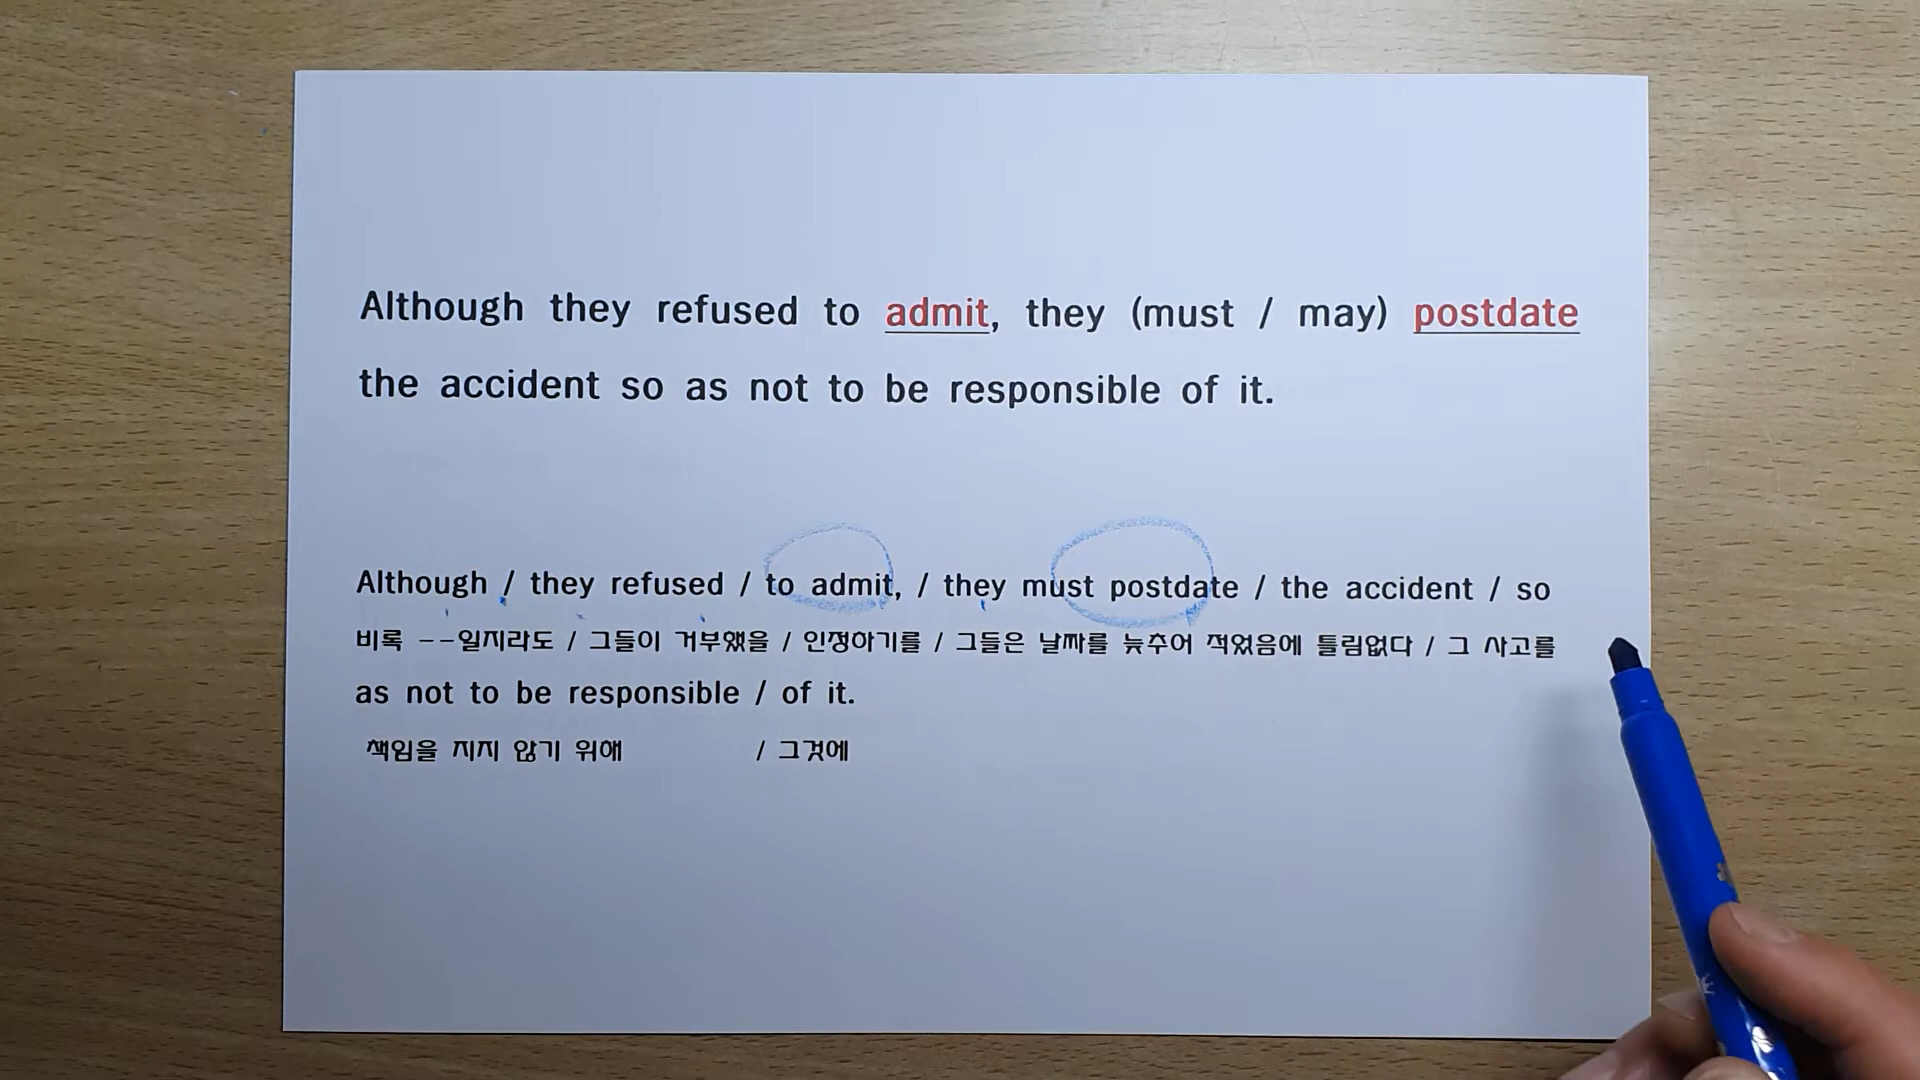 Although they refused to admit, they (must / may) postdate
the accident so as not to be responsible of it.
Although / they refused / to admit, / they must postdate / the accident / so
비록 --일지라도 / 그들이 거부했을 / 인정하기를 / 그들은 날짜를 늦추어 적었음에 틀림없다 / 그 사고를
as not to be responsible / of it.
책임을 지지 않기 위해 / 그것에